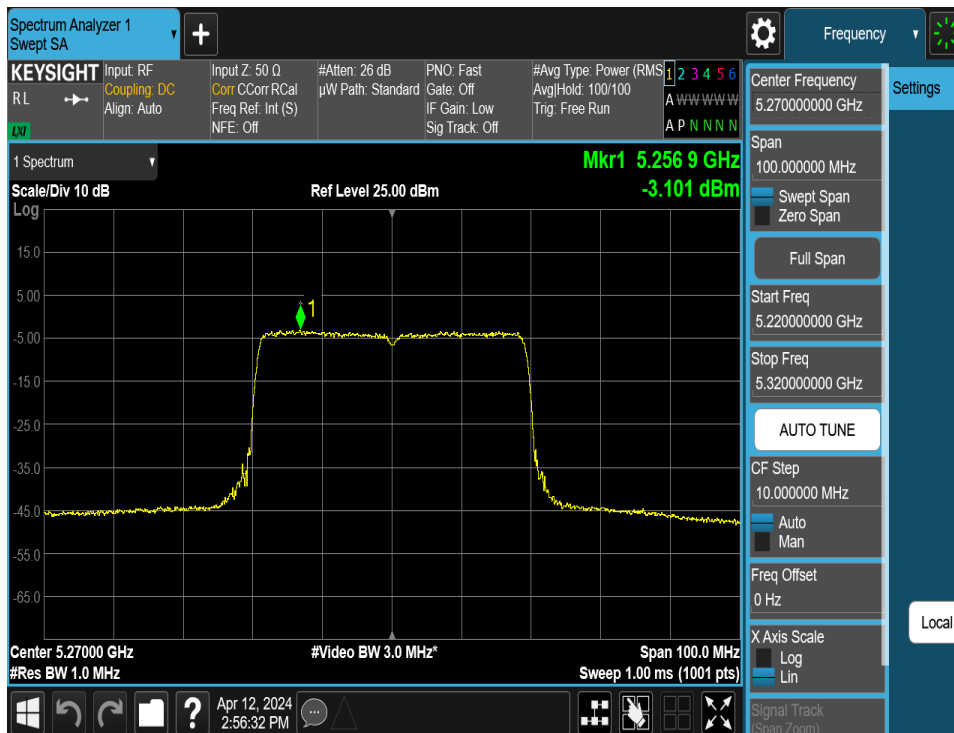 Spectrum Analyzer 1
Swept SA
+
Frequency
KEYSIGHT
RL
LXI
Input: RF
Coupling: DC
Align: Auto
Input Z: 50 Ω
Corr CCorr RCal
Freq Ref: Int (S)
NFE: Off
#Atten: 26 dB
µW Path: Standard
PNO: Fast
Gate: Off
IF Gain: Low
Sig Track: Off
#Avg Type: Power (RMS
Avg|Hold: 100/100
Trig: Free Run
1 2 3 4 5 6
A W W W W W
A P N N N N
1 Spectrum
Mkr1 5.256 9 GHz
-3.101 dBm
Scale/Div 10 dB
Ref Level 25.00 dBm
Log
15.0
5.00
-5.00
-15.0
-25.0
-35.0
-45.0
-55.0
-65.0
1
Center 5.27000 GHz
#Video BW 3.0 MHz*
Span 100.0 MHz
#Res BW 1.0 MHz
Sweep 1.00 ms (1001 pts)
Center Frequency
5.270000000 GHz
Span
100.000000 MHz
Swept Span
Zero Span
Full Span
Start Freq
5.220000000 GHz
Stop Freq
5.320000000 GHz
AUTO TUNE
CF Step
10.000000 MHz
Auto
Man
Freq Offset
0 Hz
X Axis Scale
Log
Lin
Signal Track
(Span Zoom)
Settings
Local
?
Apr 12, 2024
2:56:32 PM